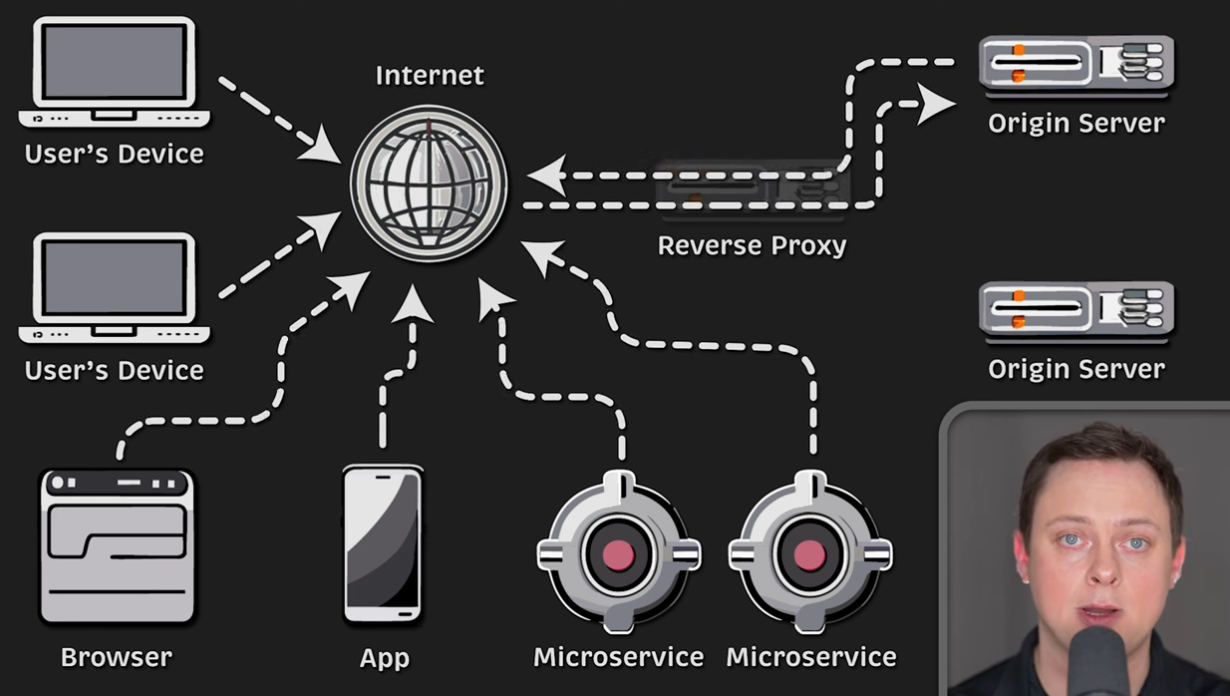 Internet
Origin Server
User's Device
Reverse Proxy
User's Device
Origin Server
Browser
App
Microservice
Microservice